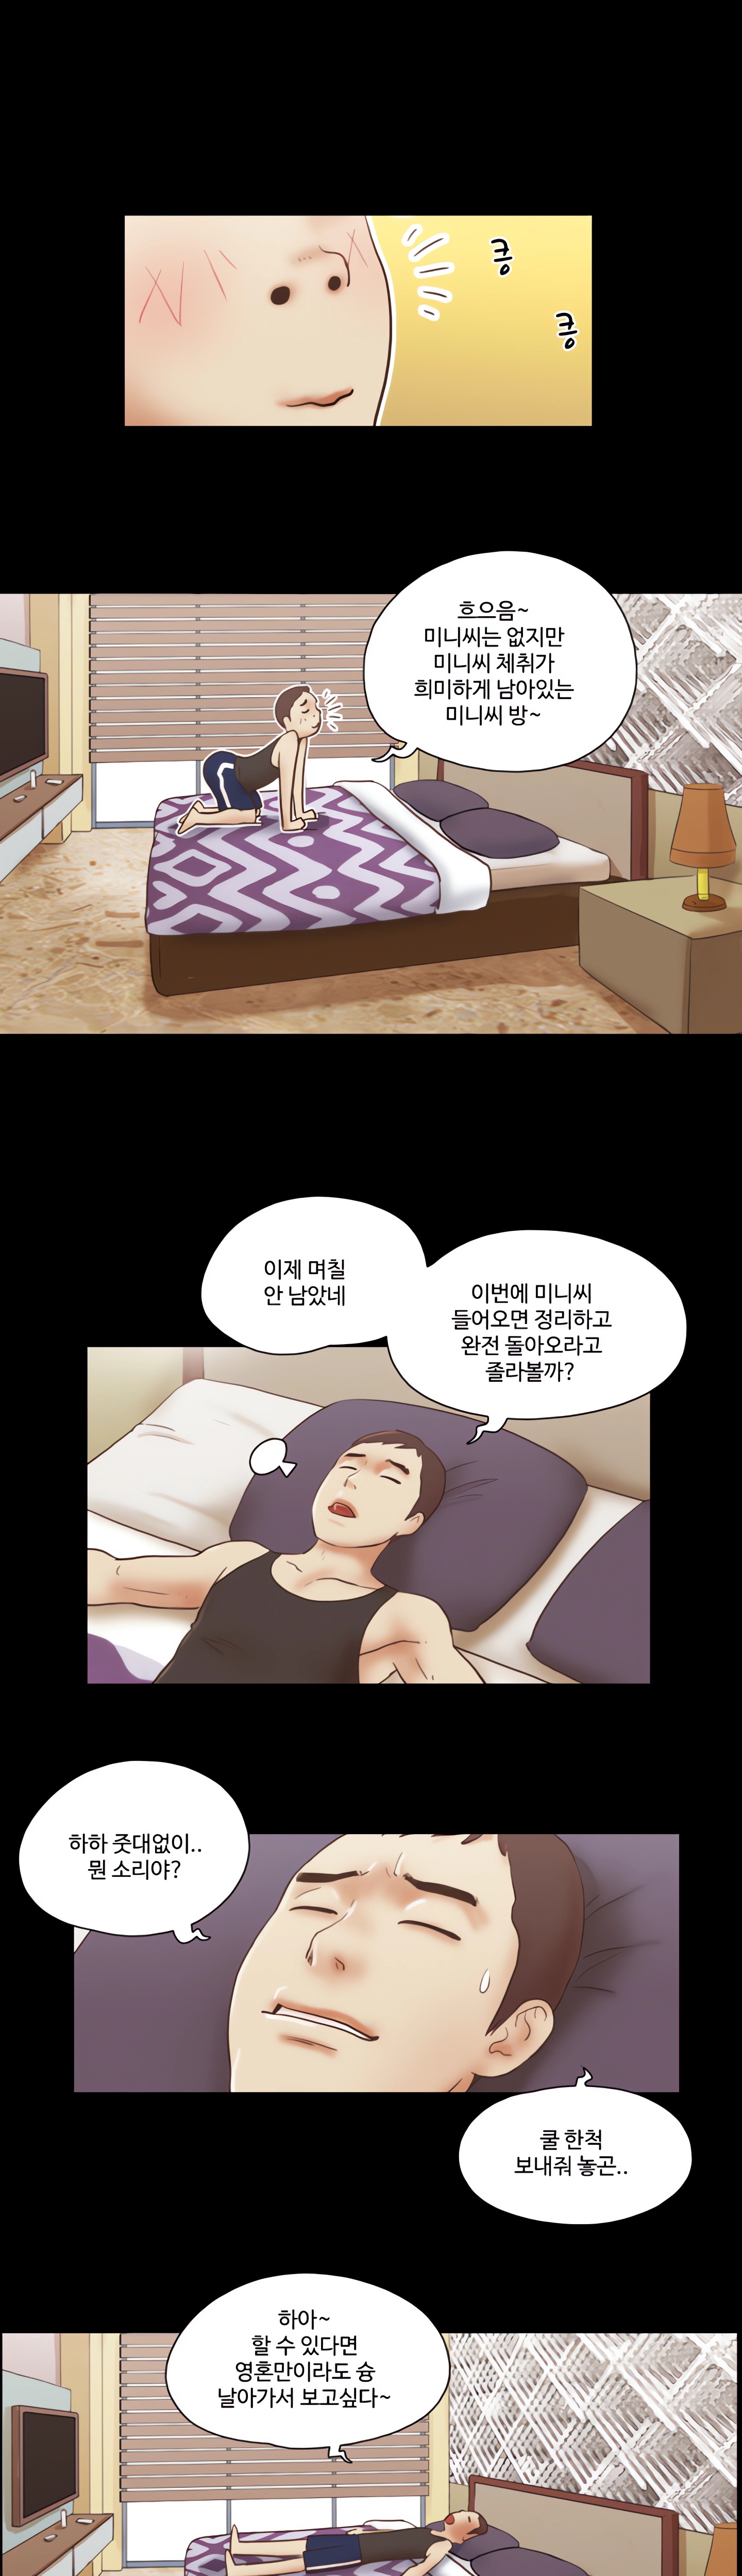 킁
킁
흐으음~
미니씨는 없지만
미니씨 체취가
희미하게 남아있는
미니씨 방~
이제 며칠
안 남았네
이번에 미니씨
들어오면 정리하고
완전 돌아오라고
졸라볼까?
하하 줏대없이..
뭔 소리야?
쿨 한척
보내줘 놓곤..
하아~
할 수 있다면
영혼만이라도 슝
날아가서 보고싶다~